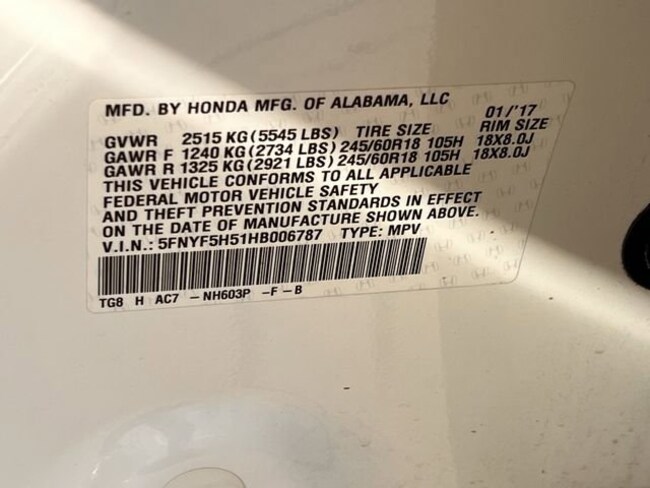 MFD. BY HONDA MFG. OF ALABAMA, LLC 01/'17
GVWR 2515 KG (5545 LBS) TIRE SIZE RIM SIZE
GAWR F 1240 KG (2734 LBS) 245/60R18 105H 18X8.0J
GAWR R 1325 KG (2921 LBS) 245/60R18 105H 18X8.0J
THIS VEHICLE CONFORMS TO ALL APPLICABLE
FEDERAL MOTOR VEHICLE SAFETY
AND THEFT PREVENTION STANDARDS IN EFFECT
ON THE DATE OF MANUFACTURE SHOWN ABOVE.
V.I.N.: 5FNYF5H51HB006787 TYPE: MPV
TG8 H AC7 – NH603P –F – B